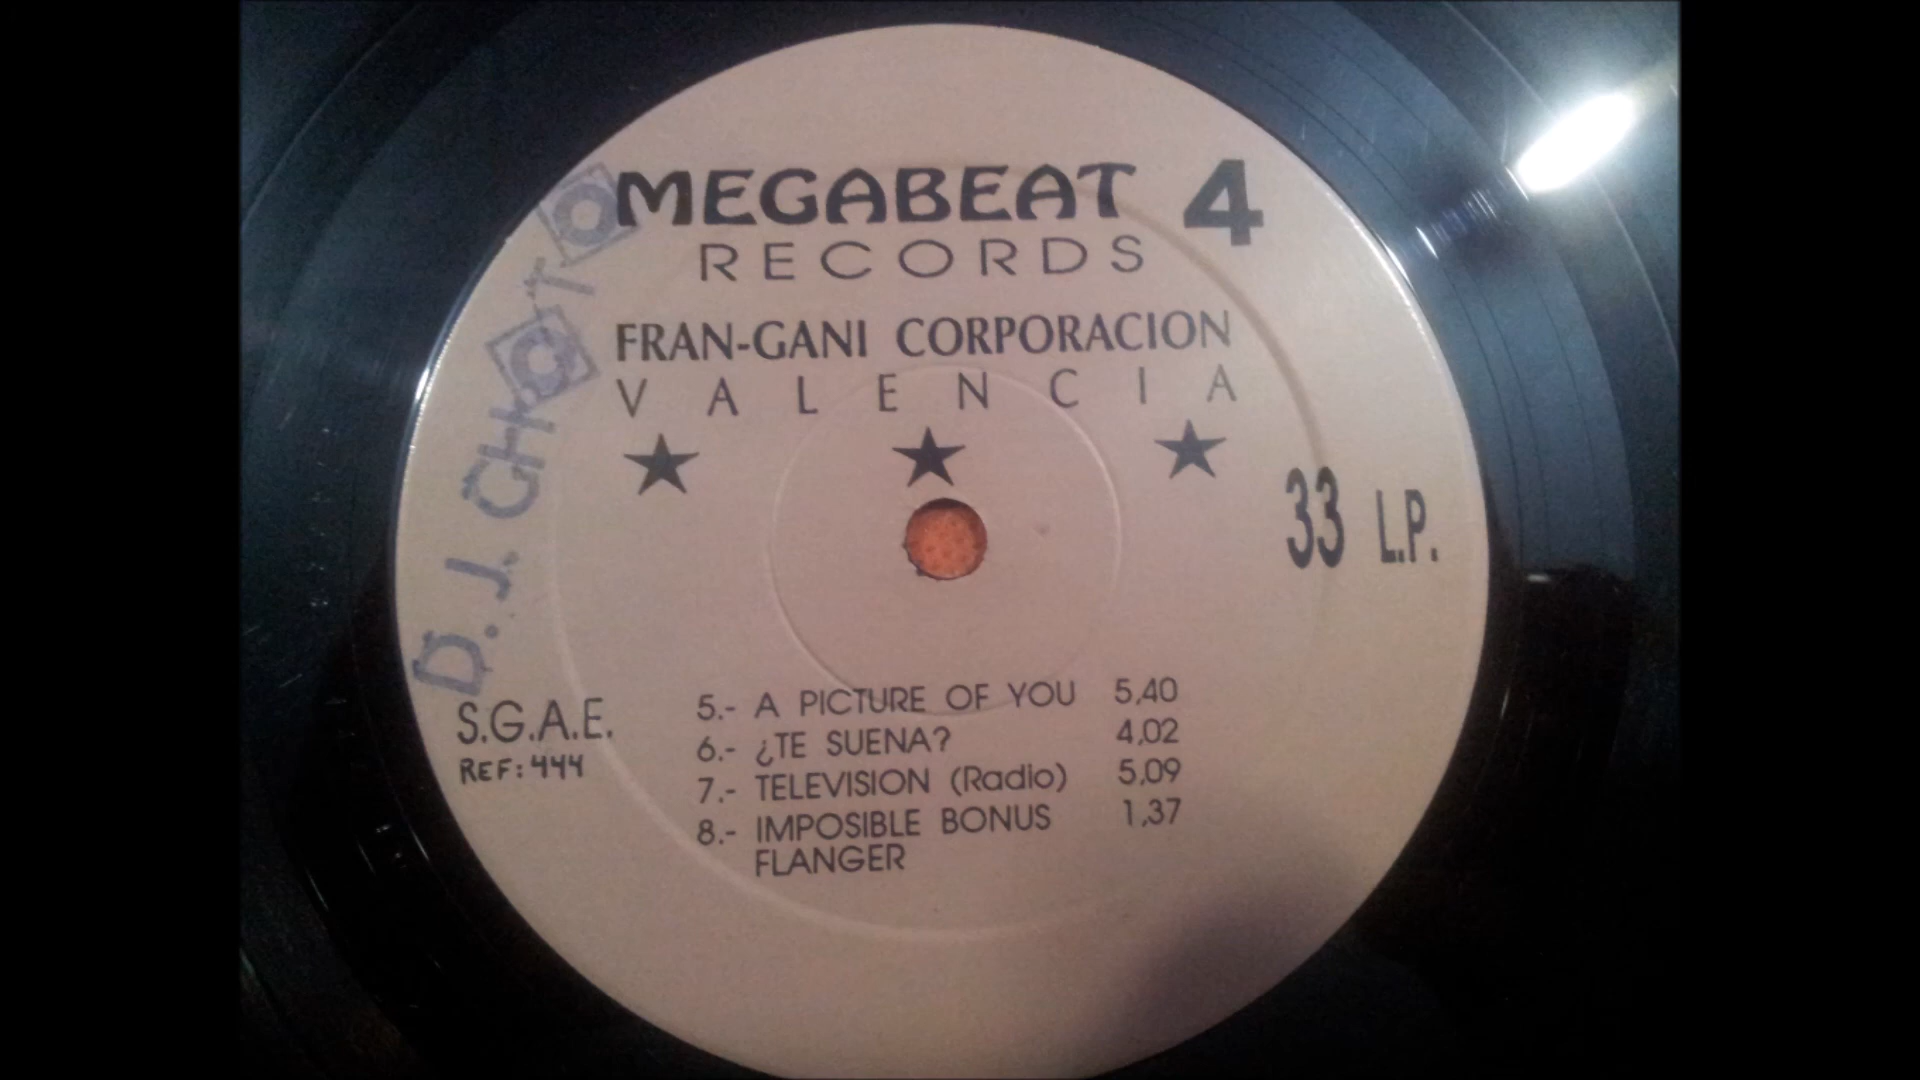 MEGABEAT 4
RECORDS
FRAN-GANI CORPORACION
VALENCIA
33 L.P.
D.J. CHOTO
S.G.A.E.
REF: 444
5.- A PICTURE OF YOU 5,40
6.- ¿TE SUENA? 4,02
7.- TELEVISION (Radio) 5,09
8.- IMPOSIBLE BONUS 1,37
FLANGER